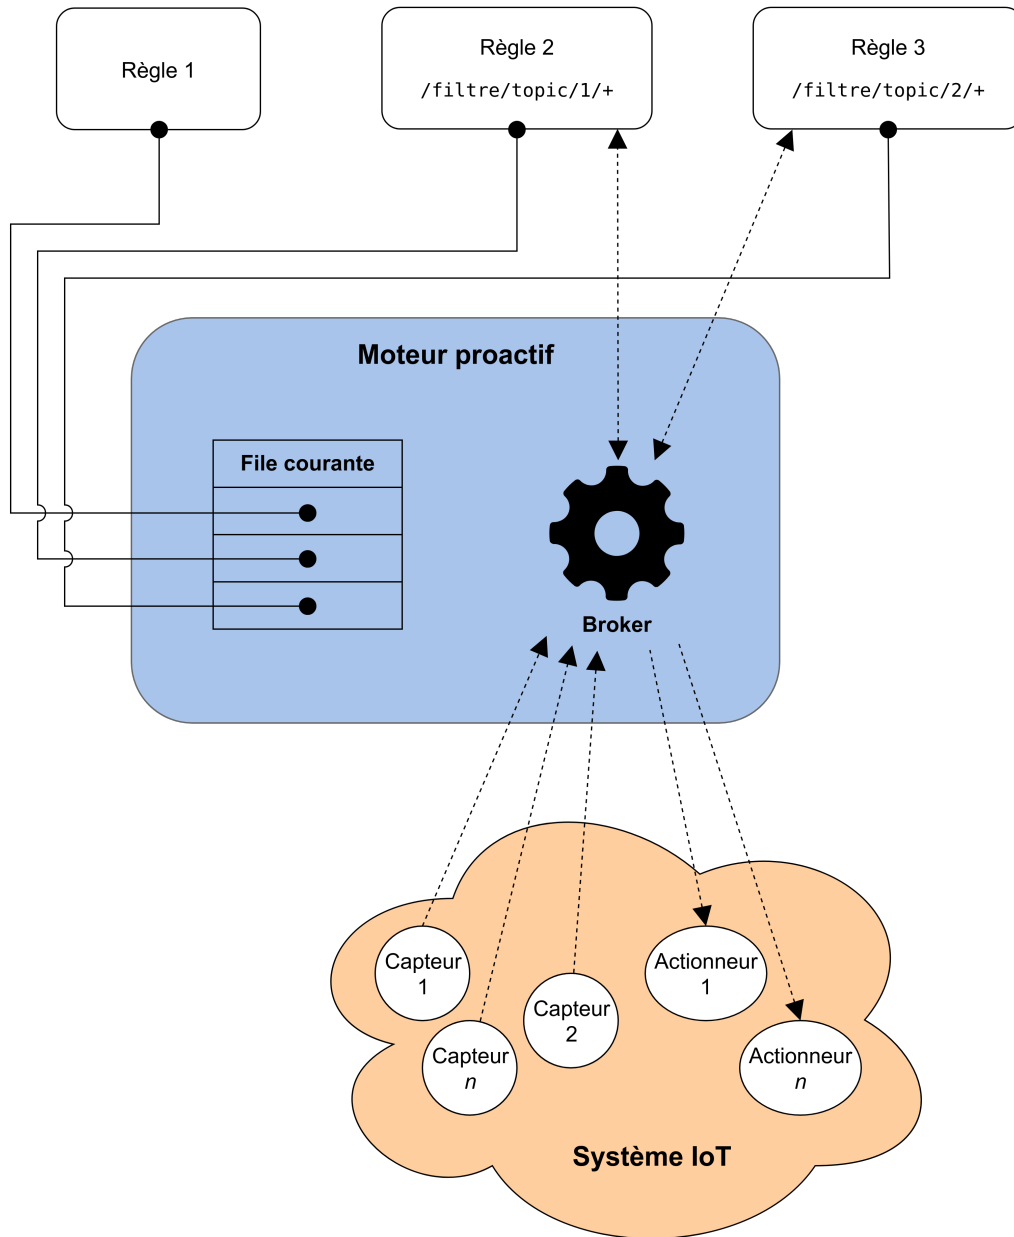 Règle 1
Règle 2
/filtre/topic/1/+
Règle 3
/filtre/topic/2/+
Moteur proactif
File courante
Broker
Capteur
1
Capteur
2
Capteur
n
Actionneur
1
Actionneur
n
Système IoT